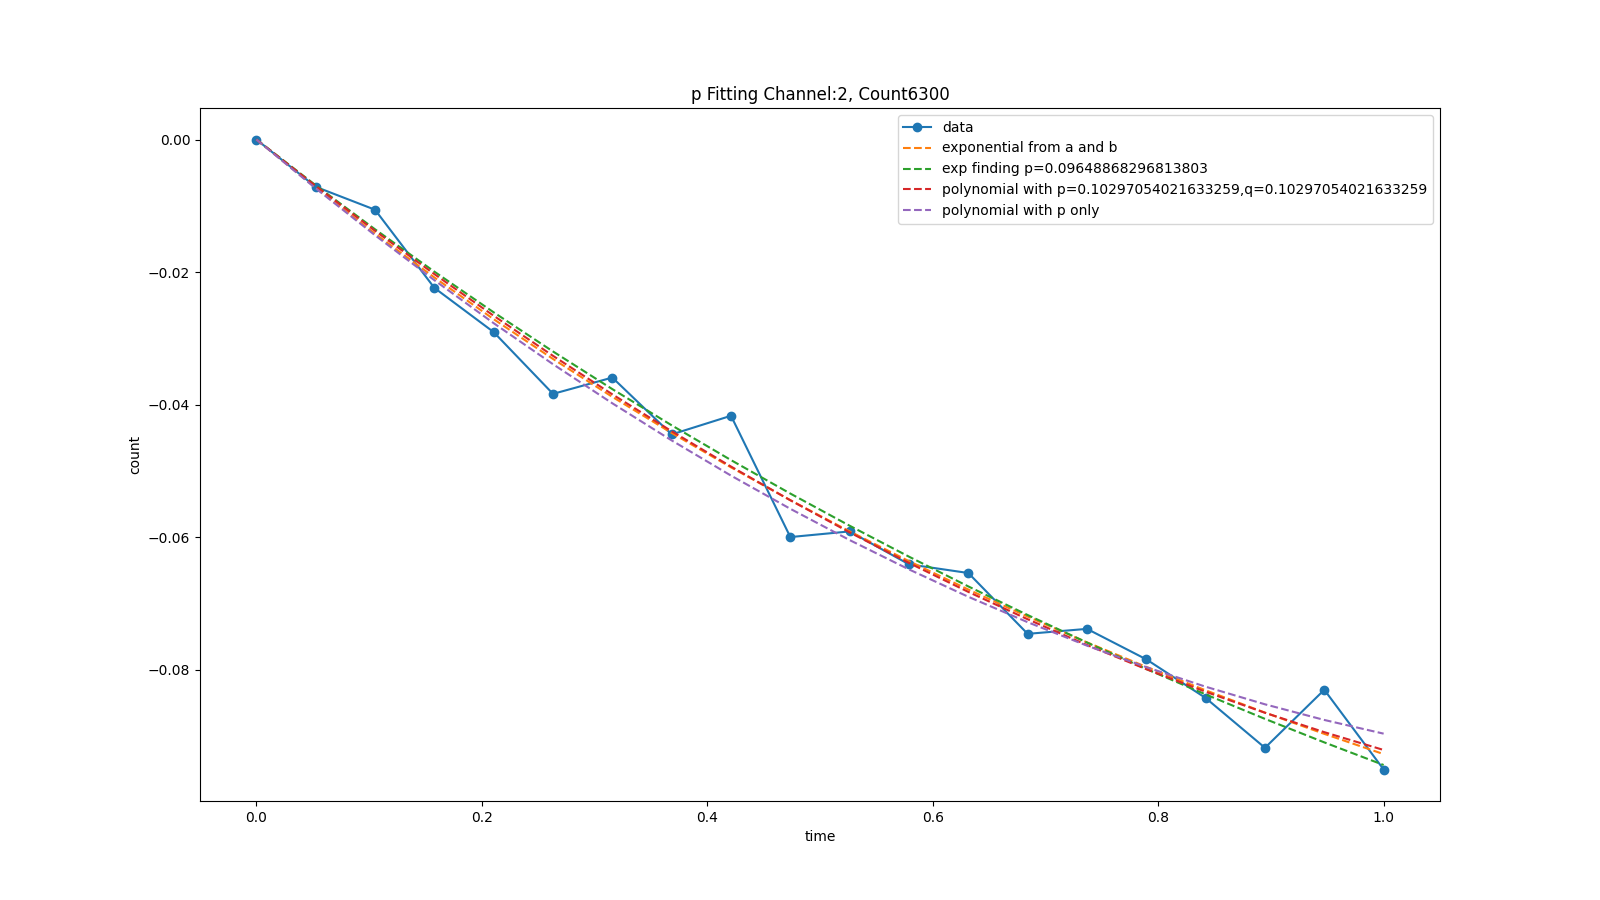 p Fitting Channel:2, Count6300
data
exponential from a and b
exp finding p=0.09648868296813803
polynomial with p=0.10297054021633259,q=0.10297054021633259
polynomial with p only
0.00
−0.02
−0.04
−0.06
−0.08
count
0.0 0.2 0.4 0.6 0.8 1.0
time